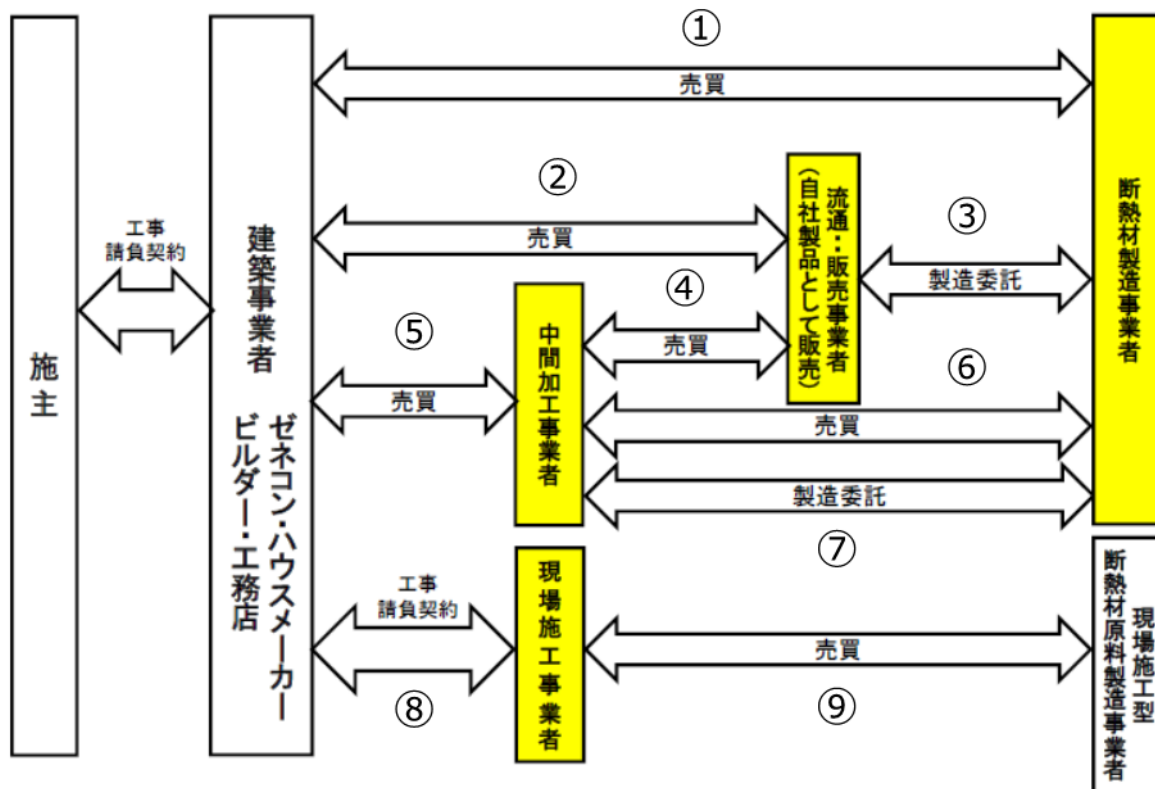 ①
売買
②
売買
③
製造委託
④
売買
⑤
売買
⑥
売買
製造委託
⑦
工事
請負契約
工事
請負契約
⑧
売買
⑨
施主
建築事業者
ゼネコン・ハウスメーカー
ビルダー・工務店
中間加工事業者
現場施工事業者
流通・・販売事業者
(自社製品として販売)
断熱材製造事業者
現場施工型
断熱材原料製造事業者